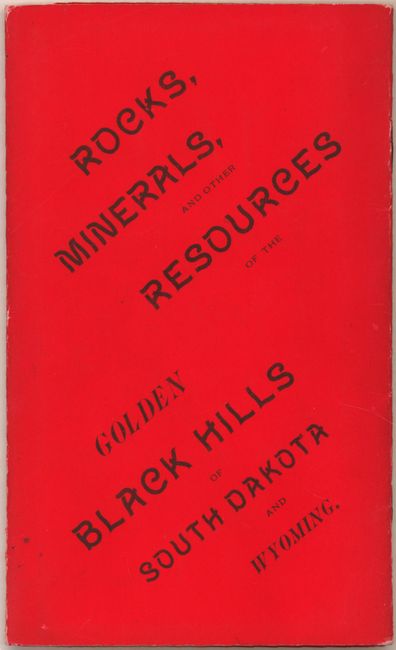 ROCKS,
MINERALS,
AND OTHER
RESOURCES
OF THE
GOLDEN
BLACK HILLS
OF
SOUTH DAKOTA
AND
WYOMING.